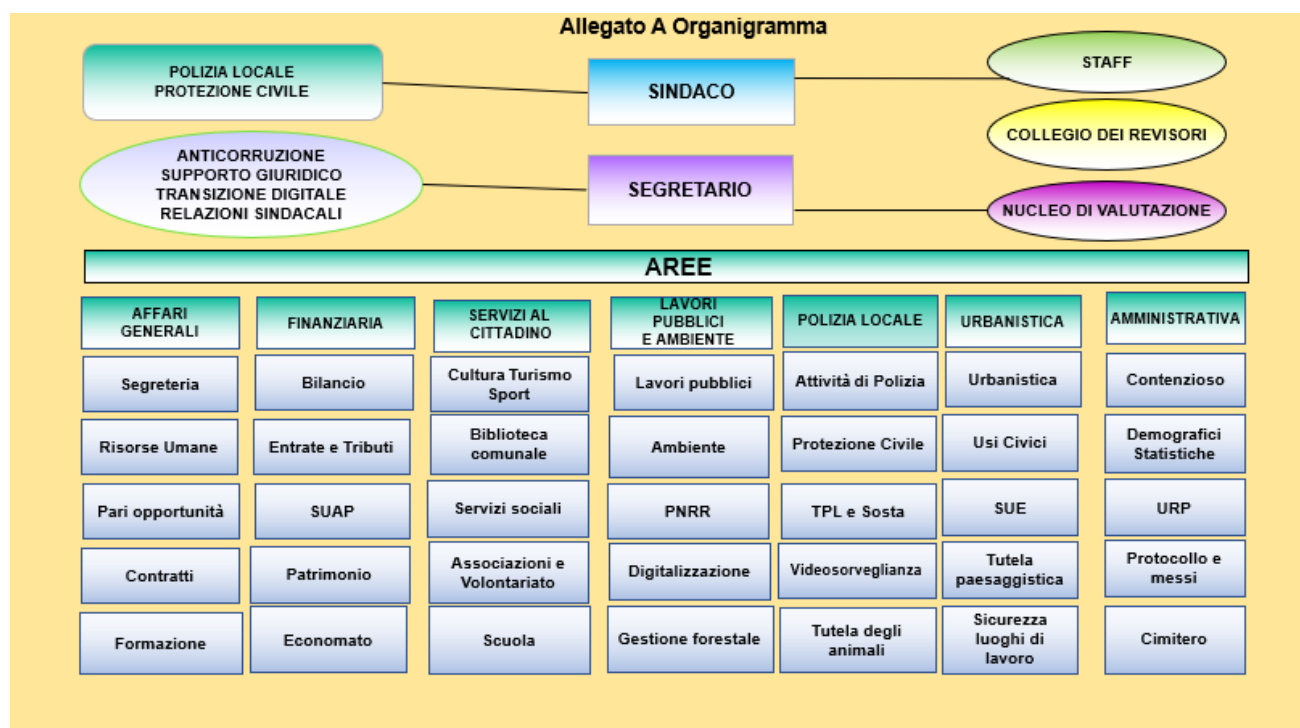 Allegato A Organigramma
POLIZIA LOCALE
PROTEZIONE CIVILE
SINDACO
STAFF
COLLEGIO DEI REVISORI
ANTICORRUZIONE
SUPPORTO GIURIDICO
TRANSIZIONE DIGITALE
RELAZIONI SINDACALI
SEGRETARIO
NUCLEO DI VALUTAZIONE
AREE
AFFARI
GENERALI
FINANZIARIA
SERVIZI AL
CITTADINO
LAVORI
PUBBLICI
E AMBIENTE
POLIZIA LOCALE
URBANISTICA
AMMINISTRATIVA
Segreteria
Bilancio
Cultura Turismo
Sport
Lavori pubblici
Attività di Polizia
Urbanistica
Contenzioso
Risorse Umane
Entrate e Tributi
Biblioteca
comunale
Ambiente
Protezione Civile
Usi Civici
Demografici
Statistiche
Pari opportunità
SUAP
Servizi sociali
PNRR
TPL e Sosta
SUE
URP
Contratti
Patrimonio
Associazioni e
Volontariato
Digitalizzazione
Videosorveglianza
Tutela
paesaggistica
Protocollo e
messi
Formazione
Economato
Scuola
Gestione forestale
Tutela degli
animali
Sicurezza
luoghi di
lavoro
Cimitero